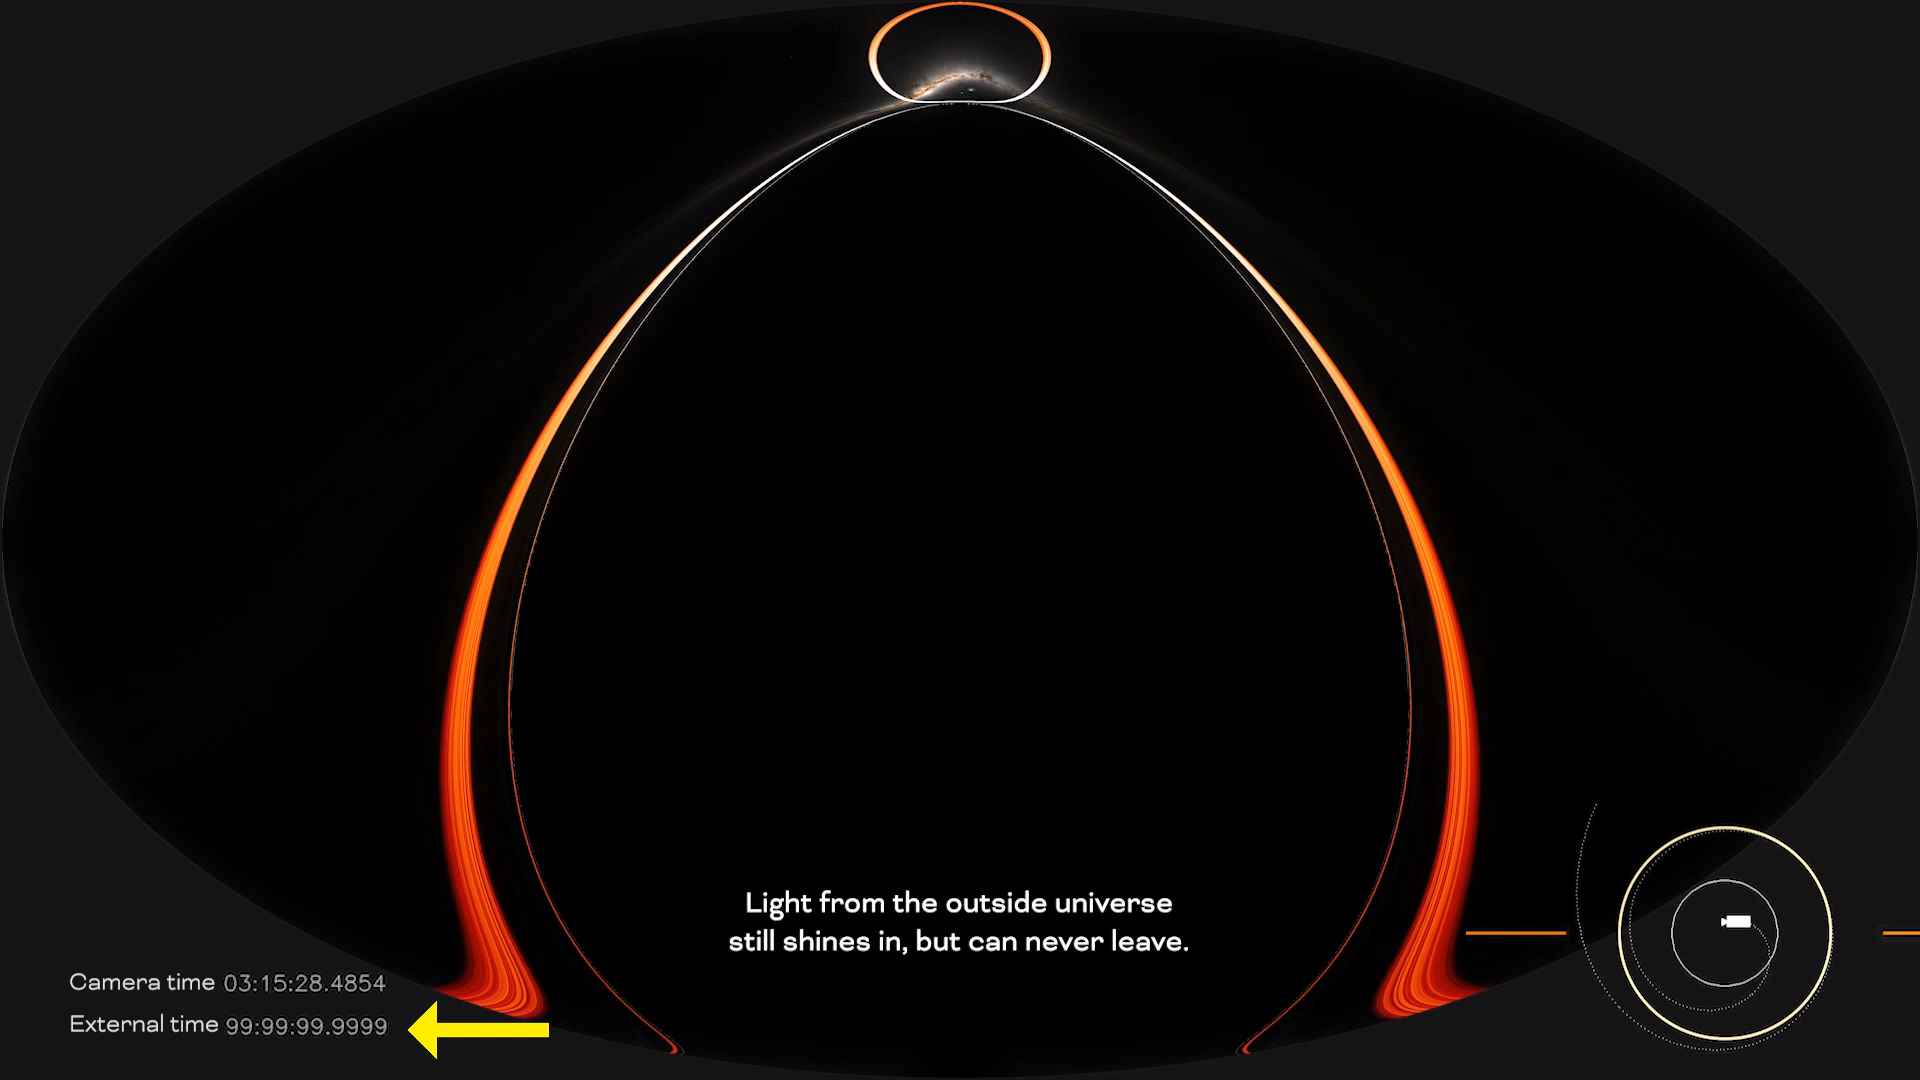 Light from the outside universe
still shines in, but can never leave.
Camera time 03:15:28.4854
External time 99:99:99.9999